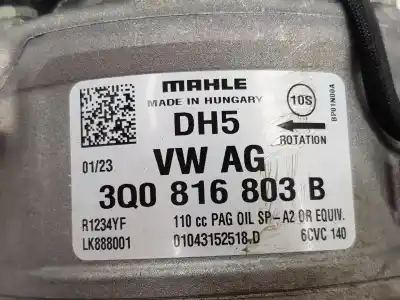 MAHLE
MADE IN HUNGARY
10S
DH5
ROTATION
BP01N00A
01/23
VW AG
3Q0 816 803 B
R1234YF
110 cc PAG OIL SP-A2 OR EQUIV.
LK888001
01043152518.D
6CVC 140